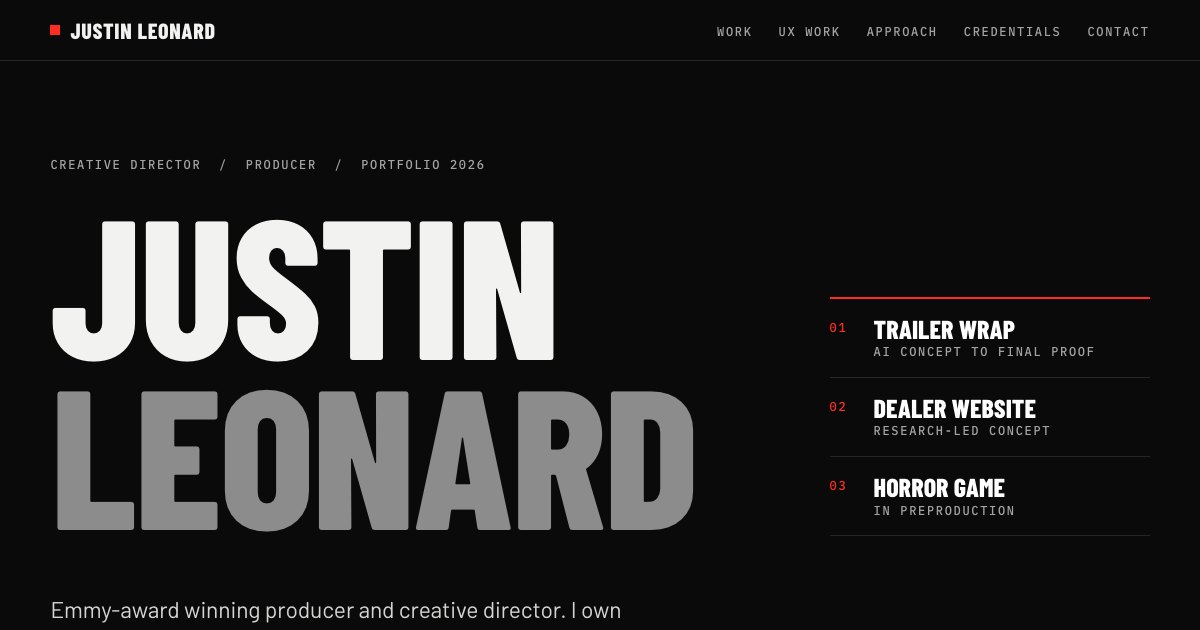 JUSTIN LEONARD
WORK UX WORK APPROACH CREDENTIALS CONTACT
CREATIVE DIRECTOR / PRODUCER / PORTFOLIO 2026
JUSTIN
LEONARD
01 TRAILER WRAP
AI CONCEPT TO FINAL PROOF
02 DEALER WEBSITE
RESEARCH-LED CONCEPT
03 HORROR GAME
IN PREPRODUCTION
Emmy-award winning producer and creative director. I own